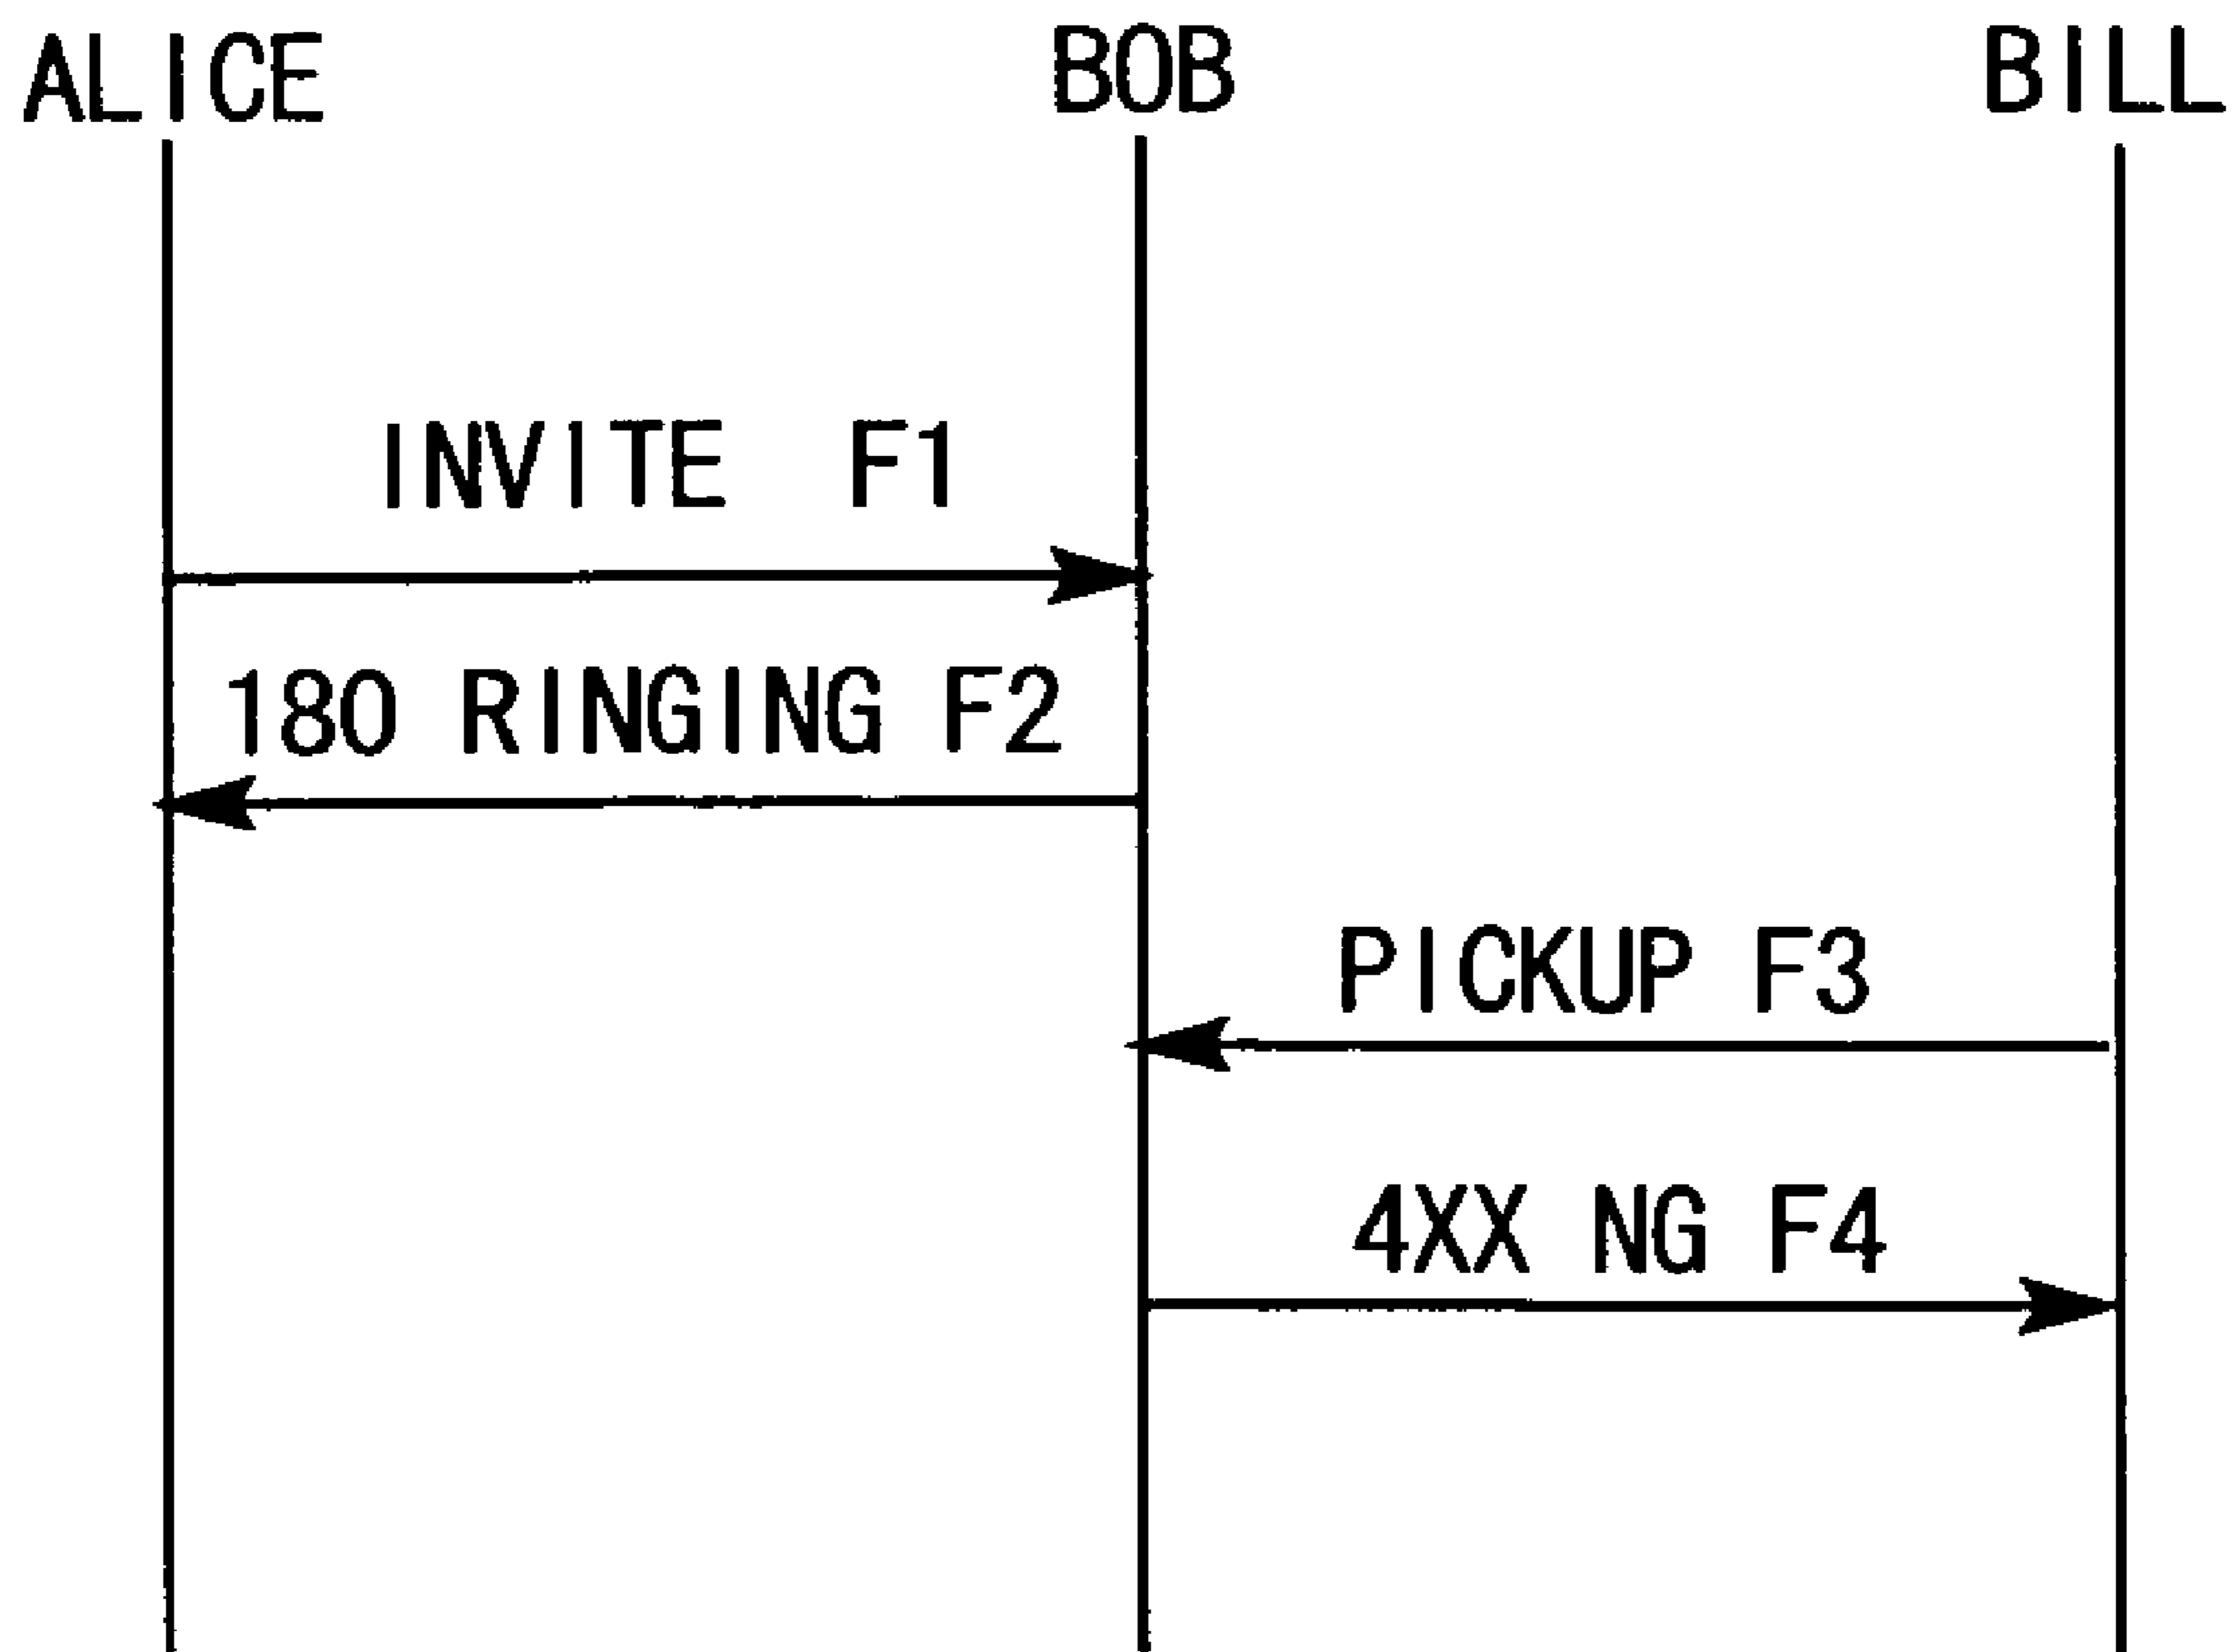 ALICE BOB BILL
INVITE F1
180 RINGING F2
PICKUP F3
4XX NG F4